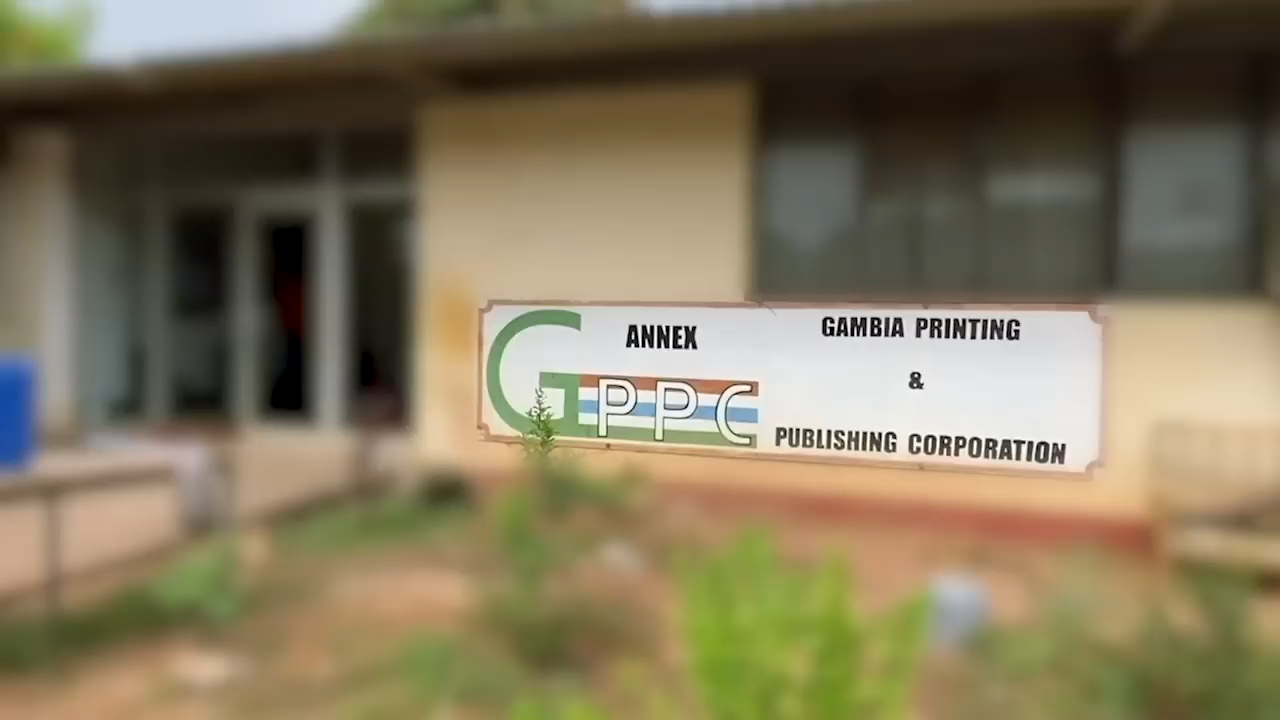 ANNEX
GPPC
GAMBIA PRINTING
&
PUBLISHING CORPORATION